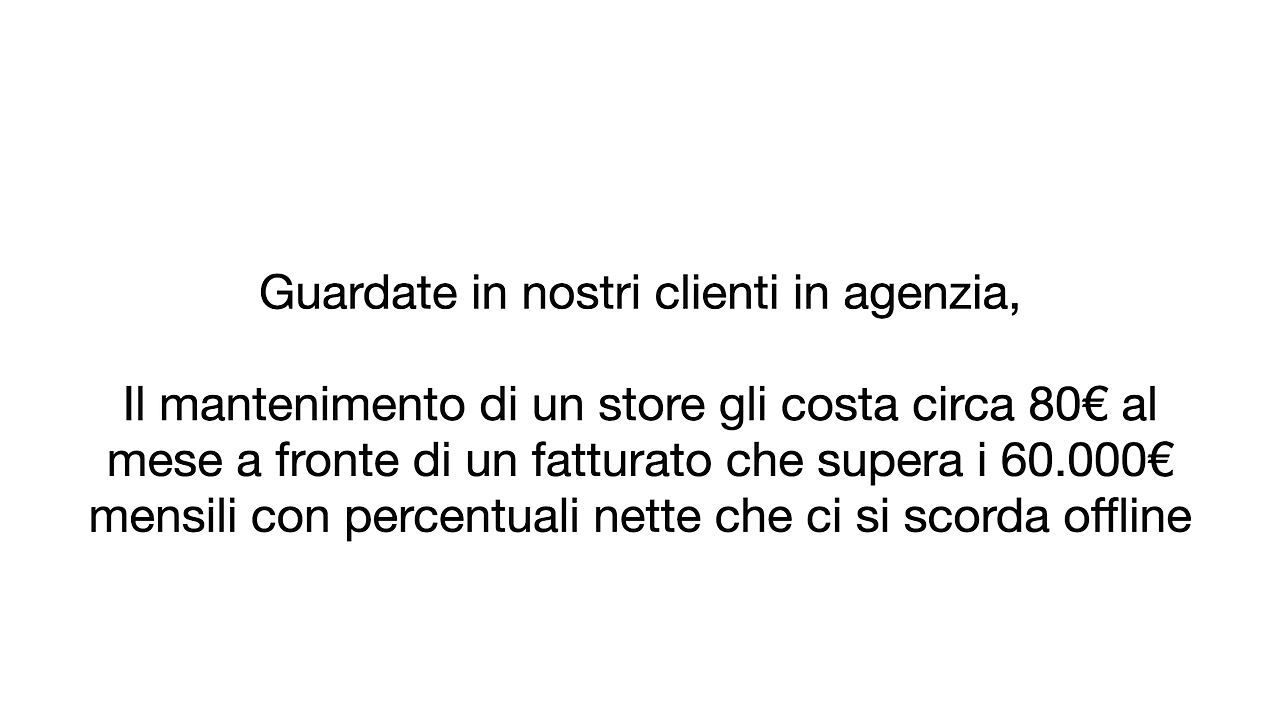 Guardate in nostri clienti in agenzia,
Il mantenimento di un store gli costa circa 80€ al
mese a fronte di un fatturato che supera i 60.000€
mensili con percentuali nette che ci si scorda offline